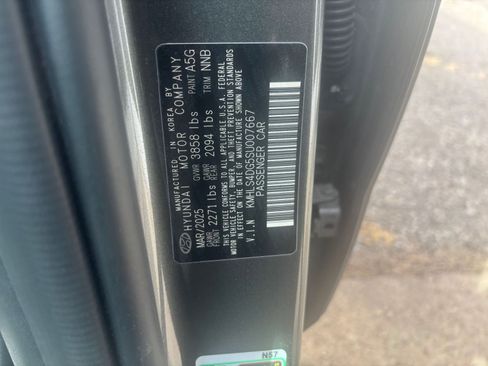 MANUFACTURED IN KOREA BY
HYUNDAI MOTOR COMPANY
MAR/2025 GVWR 3858 lbs PAINT A5G
GAWR FRONT 2271 lbs GAWR REAR 2094 lbs TRIM NNB
THIS VEHICLE CONFORMS TO ALL APPLICABLE U.S.A. FEDERAL
MOTOR VEHICLE SAFETY, BUMPER, AND THEFT PREVENTION STANDARDS
IN EFFECT ON THE DATE OF MANUFACTURE SHOWN ABOVE
V.I.N KMHLS4DG5SU007667
PASSENGER CAR
N57